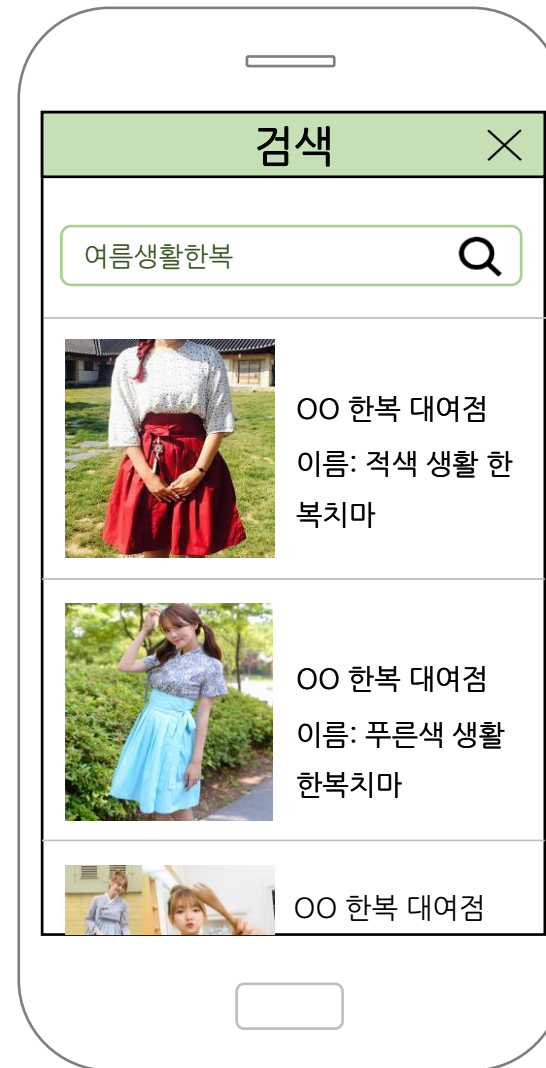 검색
여름생활한복
OO 한복 대여점
이름: 적색 생활 한
복치마
OO 한복 대여점
이름: 푸른색 생활
한복치마
OO 한복 대여점